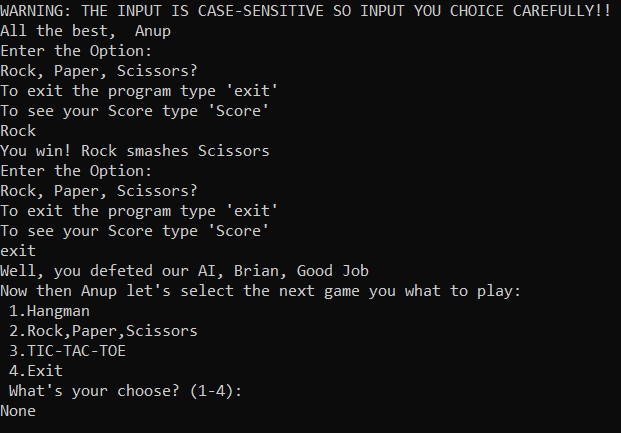 WARNING: THE INPUT IS CASE-SENSITIVE SO INPUT YOU CHOICE CAREFULLY!!
All the best,  Anup
Enter the Option:
Rock, Paper, Scissors?
To exit the program type 'exit'
To see your Score type 'Score'
Rock
You win! Rock smashes Scissors
Enter the Option:
Rock, Paper, Scissors?
To exit the program type 'exit'
To see your Score type 'Score'
exit
Well, you defeted our AI, Brian, Good Job
Now then Anup let's select the next game you what to play:
 1.Hangman
 2.Rock,Paper,Scissors
 3.TIC-TAC-TOE
 4.Exit
 What's your choose? (1-4):
None